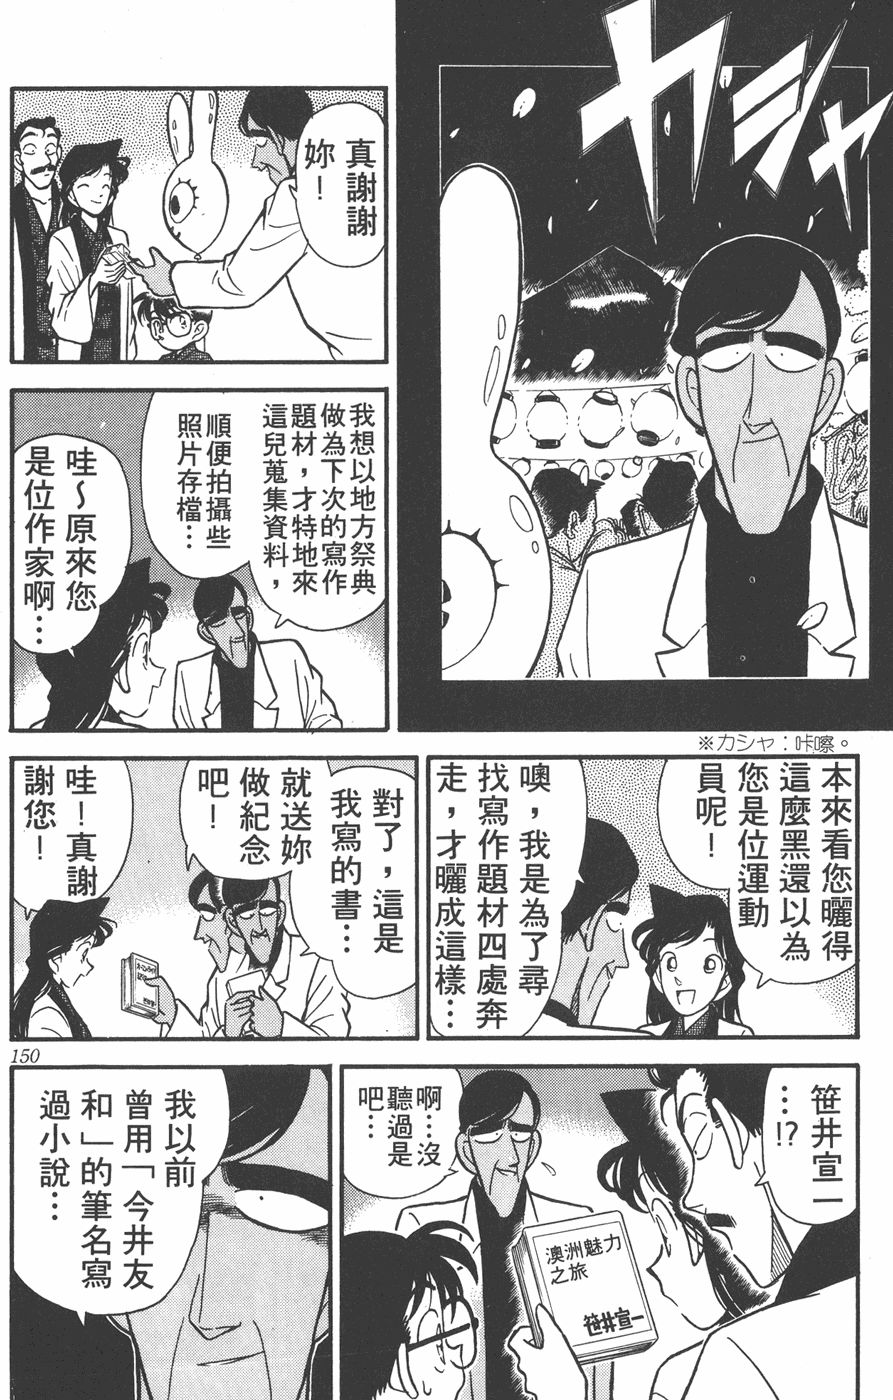 カシャ
※カシャ：咔嚓。
真謝謝
妳！
我想以地方祭典
做為下次的寫作
題材，才特地來
這兒蒐集資料，
順便拍攝些
照片存檔…
哇～原來您
是位作家啊…
本來看您曬得
這麼黑還以為
您是位運動
員呢！
噢，我是為了尋
找寫作題材四處奔
走，才曬成這樣…
對了，這是
我寫的書…
就送妳
做紀念
吧！
哇！真謝
謝您！
150
笹井宣一
…!?
啊…沒
聽過是
吧…
澳洲魅力
之旅
笹井宣一
我以前
曾用「今井友
和」的筆名寫
過小說…